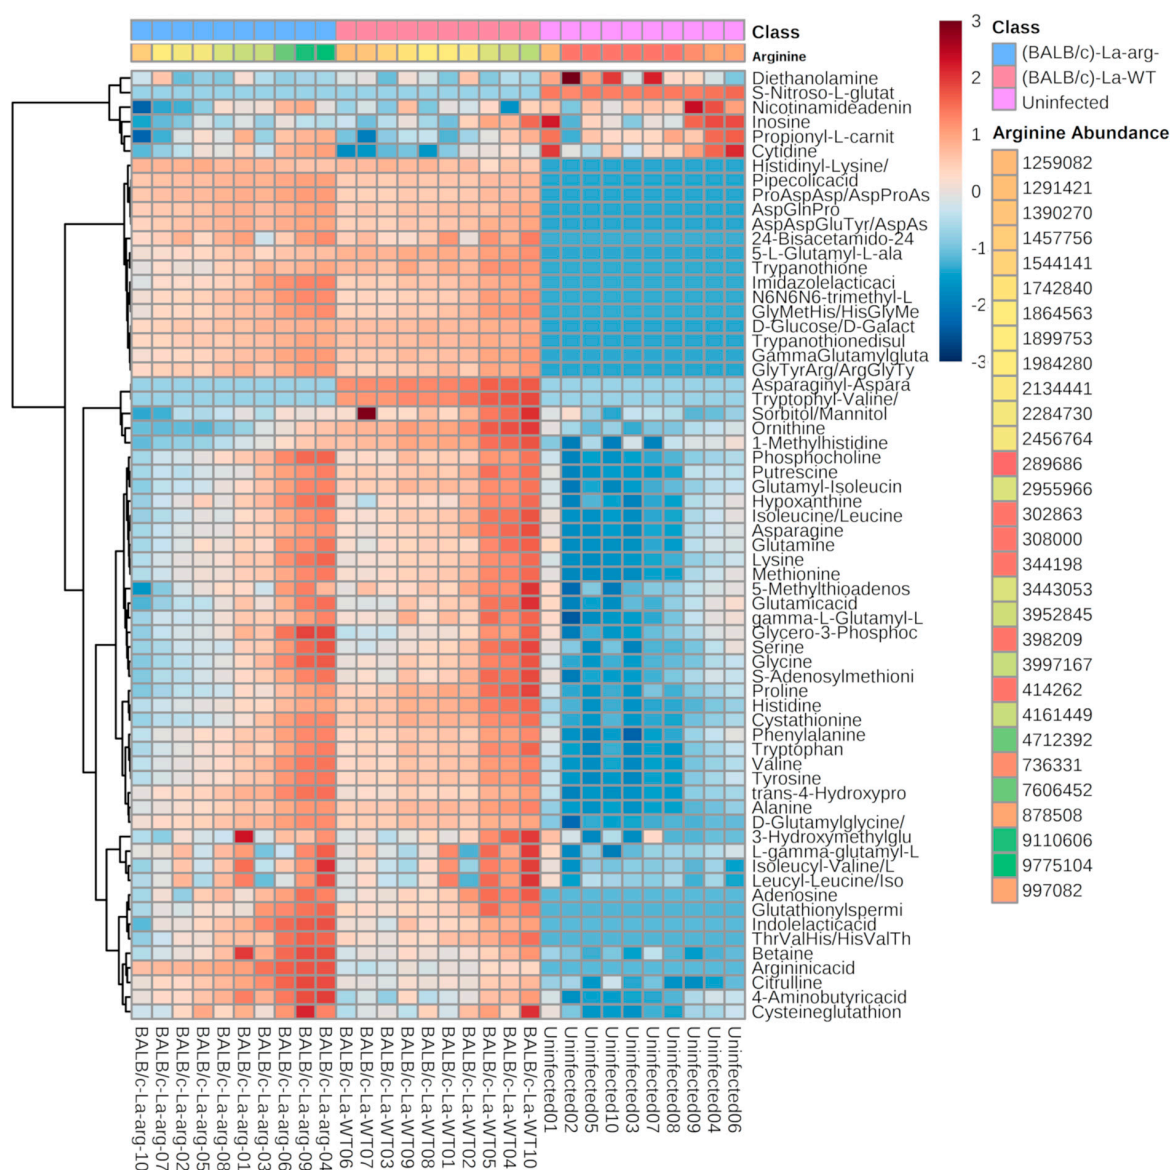 Class
Arginine
Diethanolamine
S-Nitroso-L-glutat
Nicotinamideadenin
Inosine
Propionyl-L-carnit
Cytidine
Histidinyl-Lysine/
Pipecolicacid
ProAspAsp/AspProAs
AspGlnPro
AspAspGluTyr/AspAs
24-Bisacetamido-24
5-L-Glutamyl-L-ala
Trypanothione
Imidazolelacticaci
N6N6N6-trimethyl-L
GlyMetHis/HisGlyMe
D-Glucose/D-Galact
Trypanothionedisul
GammaGlutamylgluta
GlyTyrArg/ArgGlyTy
Asparaginyl-Aspara
Tryptophyl-Valine/
Sorbitol/Mannitol
Ornithine
1-Methylhistidine
Phosphocholine
Putrescine
Glutamyl-Isoleucin
Hypoxanthine
Isoleucine/Leucine
Asparagine
Glutamine
Lysine
Methionine
5-Methylthioadenos
Glutamicacid
gamma-L-Glutamyl-L
Glycero-3-Phosphoc
Serine
Glycine
S-Adenosylmethioni
Proline
Histidine
Cystathionine
Phenylalanine
Tryptophan
Valine
Tyrosine
trans-4-Hydroxypro
Alanine
D-Glutamylglycine/
3-Hydroxymethylglu
L-gamma-glutamyl-L
Isoleucyl-Valine/L
Leucyl-Leucine/Iso
Adenosine
Glutathionylspermi
Indolelacticacid
ThrValHis/HisValTh
Betaine
Argininicacid
Citrulline
4-Aminobutyricacid
Cysteineglutathion
BALB/c-La-arg-10
BALB/c-La-arg-07
BALB/c-La-arg-02
BALB/c-La-arg-05
BALB/c-La-arg-08
BALB/c-La-arg-01
BALB/c-La-arg-03
BALB/c-La-arg-06
BALB/c-La-arg-09
BALB/c-La-arg-04
BALB/c-La-WT06
BALB/c-La-WT07
BALB/c-La-WT03
BALB/c-La-WT09
BALB/c-La-WT08
BALB/c-La-WT01
BALB/c-La-WT02
BALB/c-La-WT05
BALB/c-La-WT04
BALB/c-La-WT10
Uninfected01
Uninfected02
Uninfected05
Uninfected10
Uninfected03
Uninfected07
Uninfected08
Uninfected09
Uninfected04
Uninfected06
3
2
1
0
-1
-2
-3
Class
(BALB/c)-La-arg-
(BALB/c)-La-WT
Uninfected
Arginine Abundance
1259082
1291421
1390270
1457756
1544141
1742840
1864563
1899753
1984280
2134441
2284730
2456764
289686
2955966
302863
308000
344198
3443053
3952845
398209
3997167
414262
4161449
4712392
736331
7606452
878508
9110606
9775104
997082